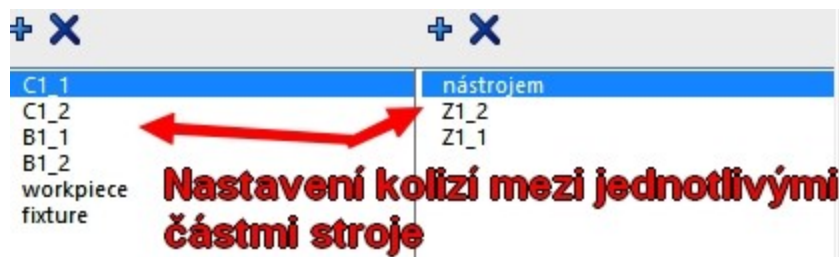 C1_1
C1_2
B1_1
B1_2
workpiece
fixture
nástrojem
Z1_2
Z1_1
Nastavení kolizí mezi jednotlivými
částmi stroje